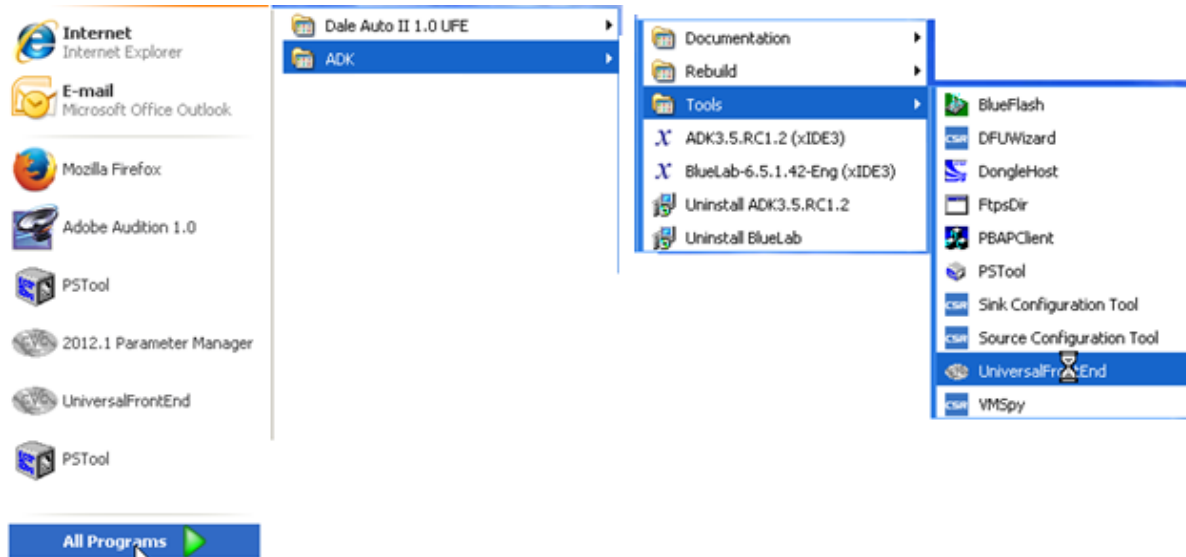 Internet
Internet Explorer
E-mail
Microsoft Office Outlook
Mozilla Firefox
Adobe Audition 1.0
PSTool
2012.1 Parameter Manager
UniversalFrontEnd
PSTool
All Programs
Dale Auto II 1.0 UFE
ADK
Documentation
Rebuild
Tools
ADK3.5.RC1.2 (xIDE3)
BlueLab-6.5.1.42-Eng (xIDE3)
Uninstall ADK3.5.RC1.2
Uninstall BlueLab
BlueFlash
DFUWizard
DongleHost
FtpsDir
PBAPClient
PSTool
Sink Configuration Tool
Source Configuration Tool
UniversalFrontEnd
VMSpy